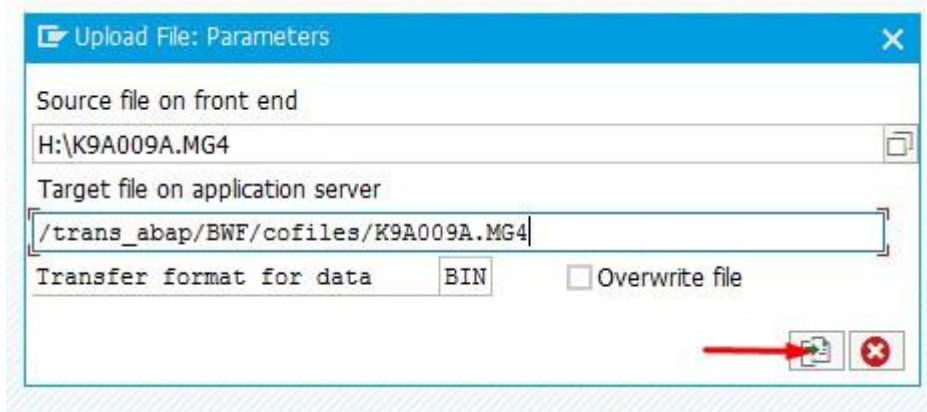 Upload File: Parameters
Source file on front end
H:\K9A009A.MG4
Target file on application server
/trans_abap/BWF/cofiles/K9A009A.MG4
Transfer format for data BIN Overwrite file